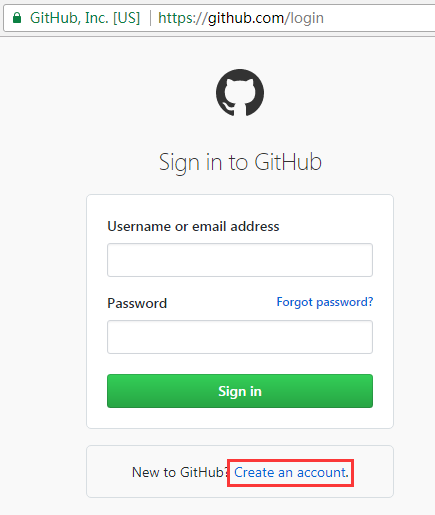 GitHub, Inc. [US] https://github.com/login
Sign in to GitHub
Username or email address
Password Forgot password?
Sign in
New to GitHub? Create an account.